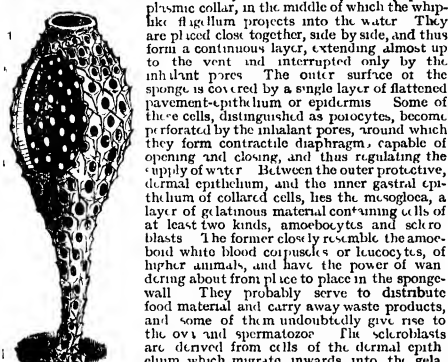 plasmic collar, in the middle of which the whip-
like flagellum projects into the water They
are placed close together, side by side, and thus
form a continuous layer, extending almost up
to the vent and interrupted only by the
inhalant pores The outer surface of the
sponge is covered by a single layer of flattened
pavement-epithelium or epidermis Some of
these cells, distinguished as porocytes, become
perforated by the inhalant pores, around which
they form contractile diaphragms, capable of
opening and closing, and thus regulating the
supply of water Between the outer protective,
dermal epithelium, and the inner gastral epi-
thelium of collared cells, lies the mesogloea, a
layer of gelatinous material containing cells of
at least two kinds, amoebocytes and sclero
blasts The former closely resemble the amoe-
boid white blood corpuscles or leucocytes, of
higher animals, and have the power of wan
dering about from place to place in the sponge-
wall They probably serve to distribute
food material and carry away waste products,
and some of them undoubtedly give rise to
the ova and spermatozoa The scleroblasts
are derived from cells of the dermal epith
elium which migrate inwards into the gela